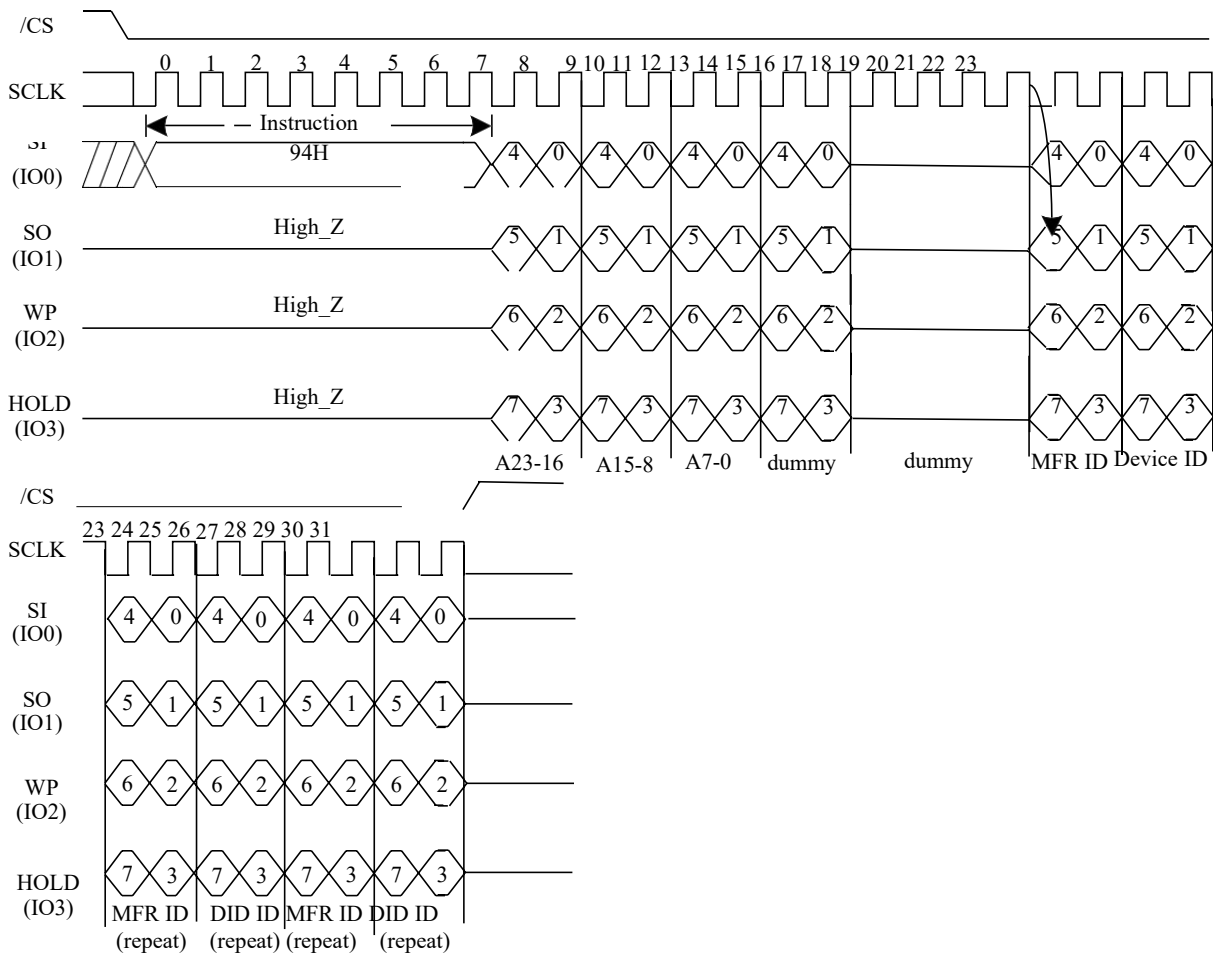 /CS
0 1 2 3 4 5 6 7 8 9 10 11 12 13 14 15 16 17 18 19 20 21 22 23
SCLK
Instruction
SI
(IO0)
94H
4 0 4 0 4 0 4 0 4 0 4 0
SO
(IO1)
High_Z
5 1 5 1 5 1 5 1 5 1 5 1
WP
(IO2)
High_Z
6 2 6 2 6 2 6 2 6 2 6 2
HOLD
(IO3)
High_Z
7 3 7 3 7 3 7 3 7 3 7 3
A23-16 A15-8 A7-0 dummy dummy MFR ID Device ID
/CS
23 24 25 26 27 28 29 30 31
SCLK
SI
(IO0)
4 0 4 0 4 0 4 0
SO
(IO1)
5 1 5 1 5 1 5 1
WP
(IO2)
6 2 6 2 6 2 6 2
HOLD
(IO3)
7 3 7 3 7 3 7 3
MFR ID DID ID MFR ID DID ID
(repeat) (repeat) (repeat) (repeat)